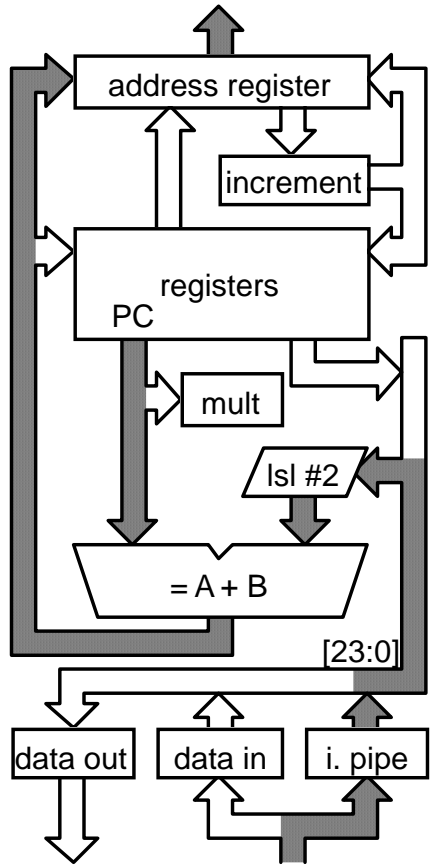 address register
increment
registers
PC
mult
lsl #2
= A + B
[23:0]
data out
data in
i. pipe